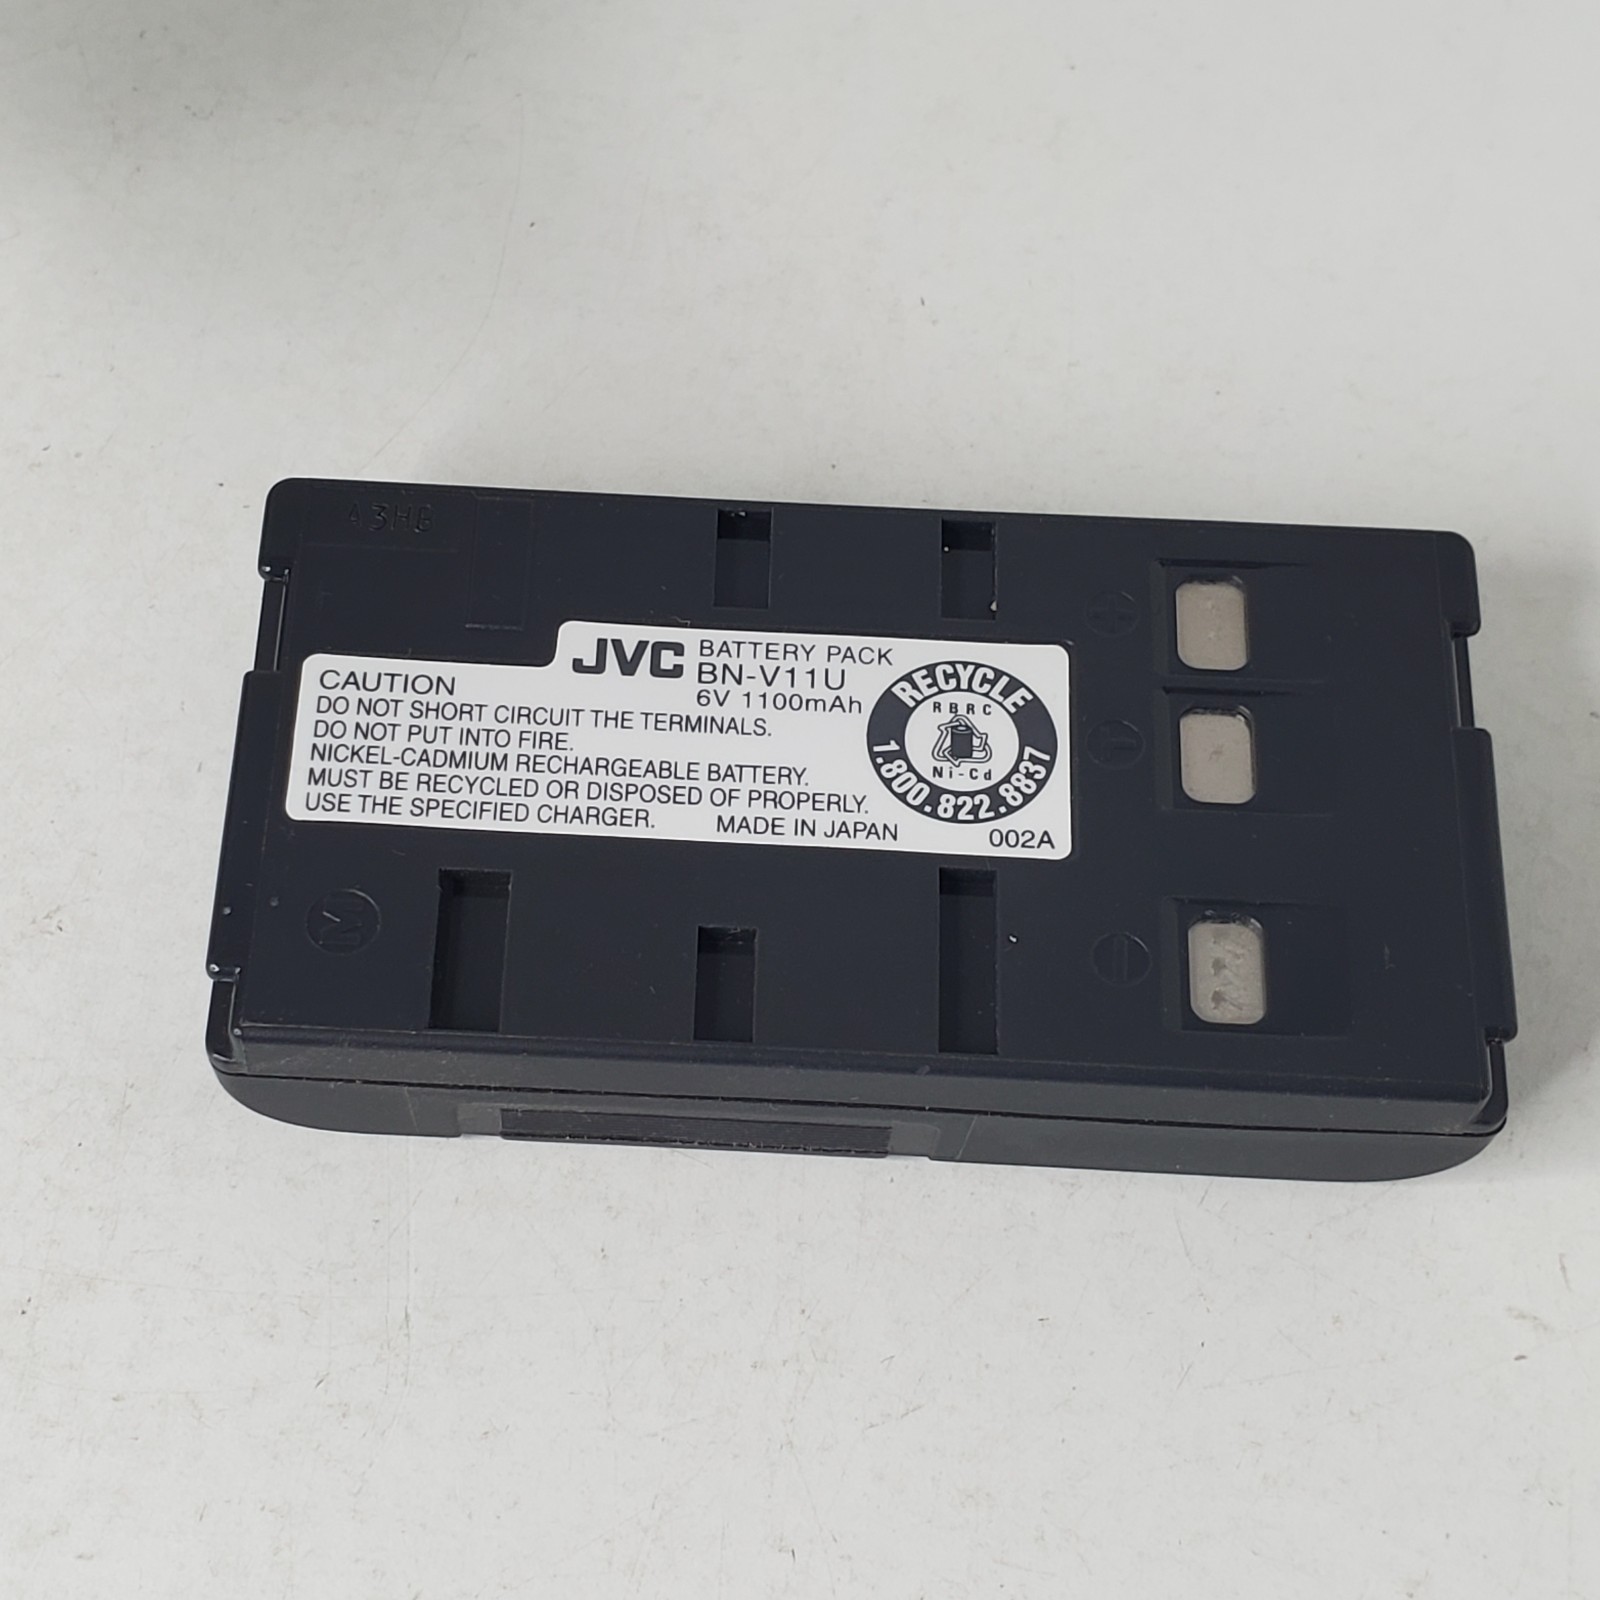 JVC BATTERY PACK
BN-V11U
6V 1100mAh
CAUTION
DO NOT SHORT CIRCUIT THE TERMINALS.
DO NOT PUT INTO FIRE.
NICKEL-CADMIUM RECHARGEABLE BATTERY.
MUST BE RECYCLED OR DISPOSED OF PROPERLY.
USE THE SPECIFIED CHARGER.
MADE IN JAPAN
RECYCLE
RBRC
Ni-Cd
1.800.822.8837
002A
+
T
M
−